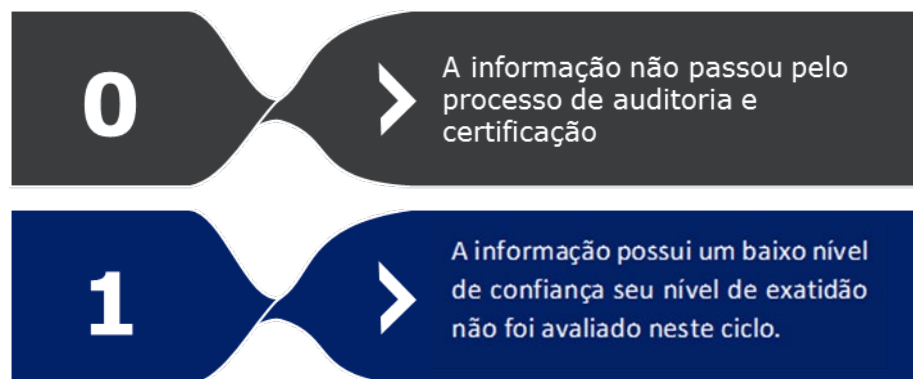 0
A informação não passou pelo
processo de auditoria e
certificação
1
A informação possui um baixo nível
de confiança seu nível de exatidão
não foi avaliado neste ciclo.